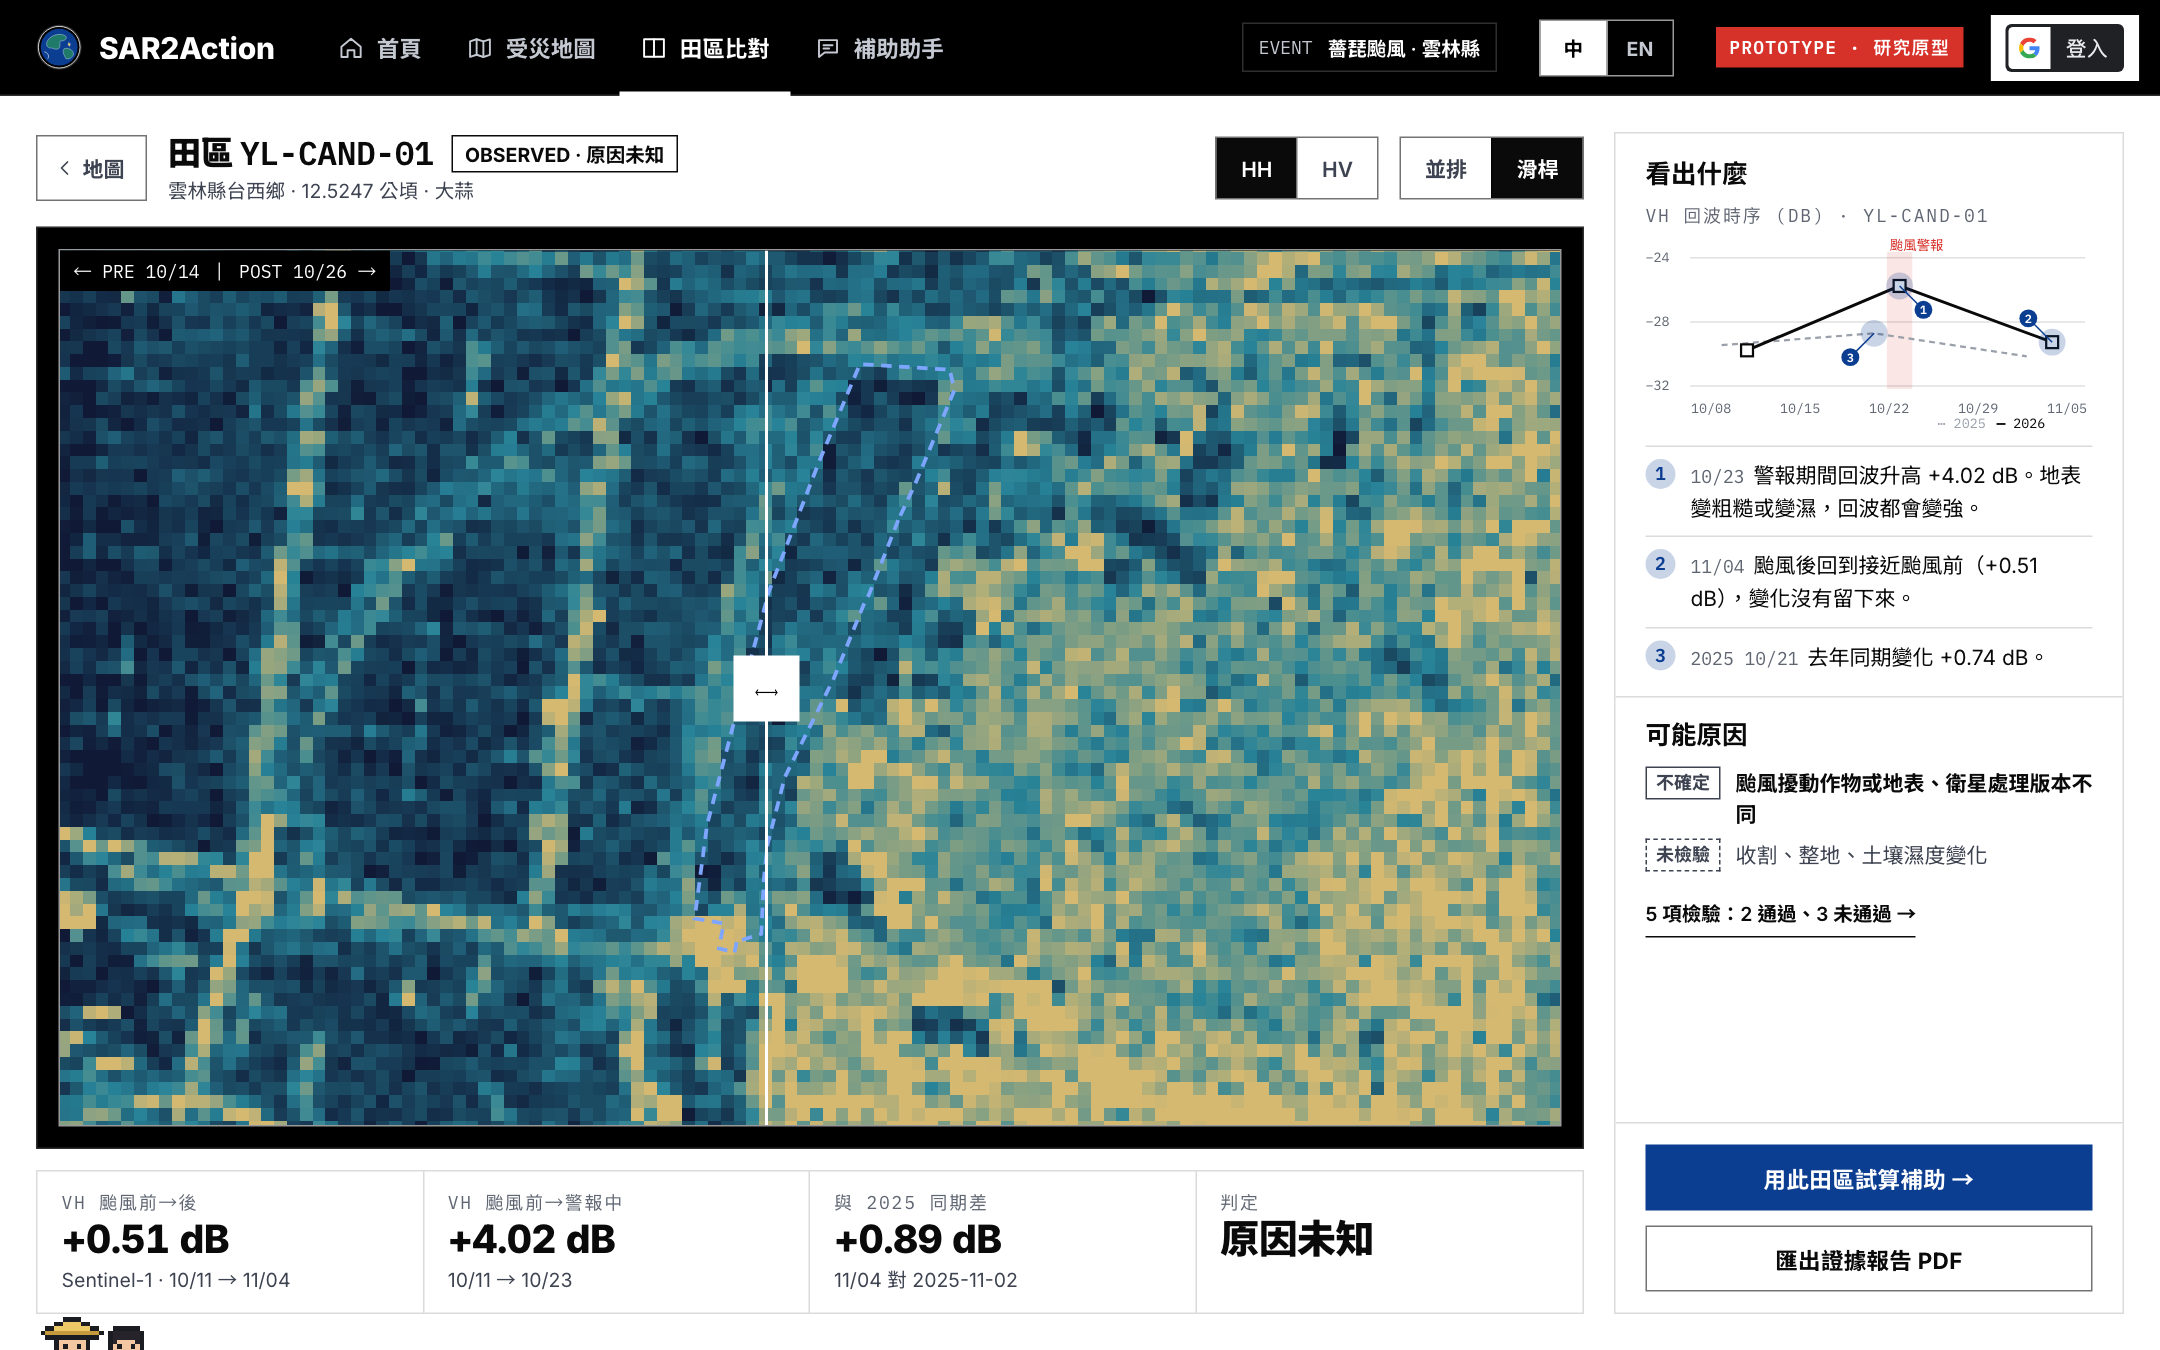 SAR2Action
首頁
受災地圖
田區比對
補助助手
EVENT 薔琵颱風 · 雲林縣
中
EN
PROTOTYPE · 研究原型
登入
地圖
田區 YL-CAND-01
OBSERVED · 原因未知
雲林縣台西鄉 · 12.5247 公頃 · 大蒜
HH
HV
並排
滑桿
← PRE 10/14 | POST 10/26 →
VH 颱風前→後
+0.51 dB
Sentinel-1 · 10/11 → 11/04
VH 颱風前→警報中
+4.02 dB
10/11 → 10/23
與 2025 同期差
+0.89 dB
11/04 對 2025-11-02
判定
原因未知
看出什麼
VH 回波時序 (DB) · YL-CAND-01
颱風警報
-24
-28
-32
1
2
3
10/08
10/15
10/22
10/29
11/05
2025
2026
1 10/23 警報期間回波升高 +4.02 dB。地表
變粗糙或變濕，回波都會變強。
2 11/04 颱風後回到接近颱風前（+0.51
dB），變化沒有留下來。
3 2025 10/21 去年同期變化 +0.74 dB。
可能原因
不確定 颱風擾動作物或地表、衛星處理版本不
同
未檢驗 收割、整地、土壤濕度變化
5 項檢驗：2 通過、3 未通過 →
用此田區試算補助 →
匯出證據報告 PDF